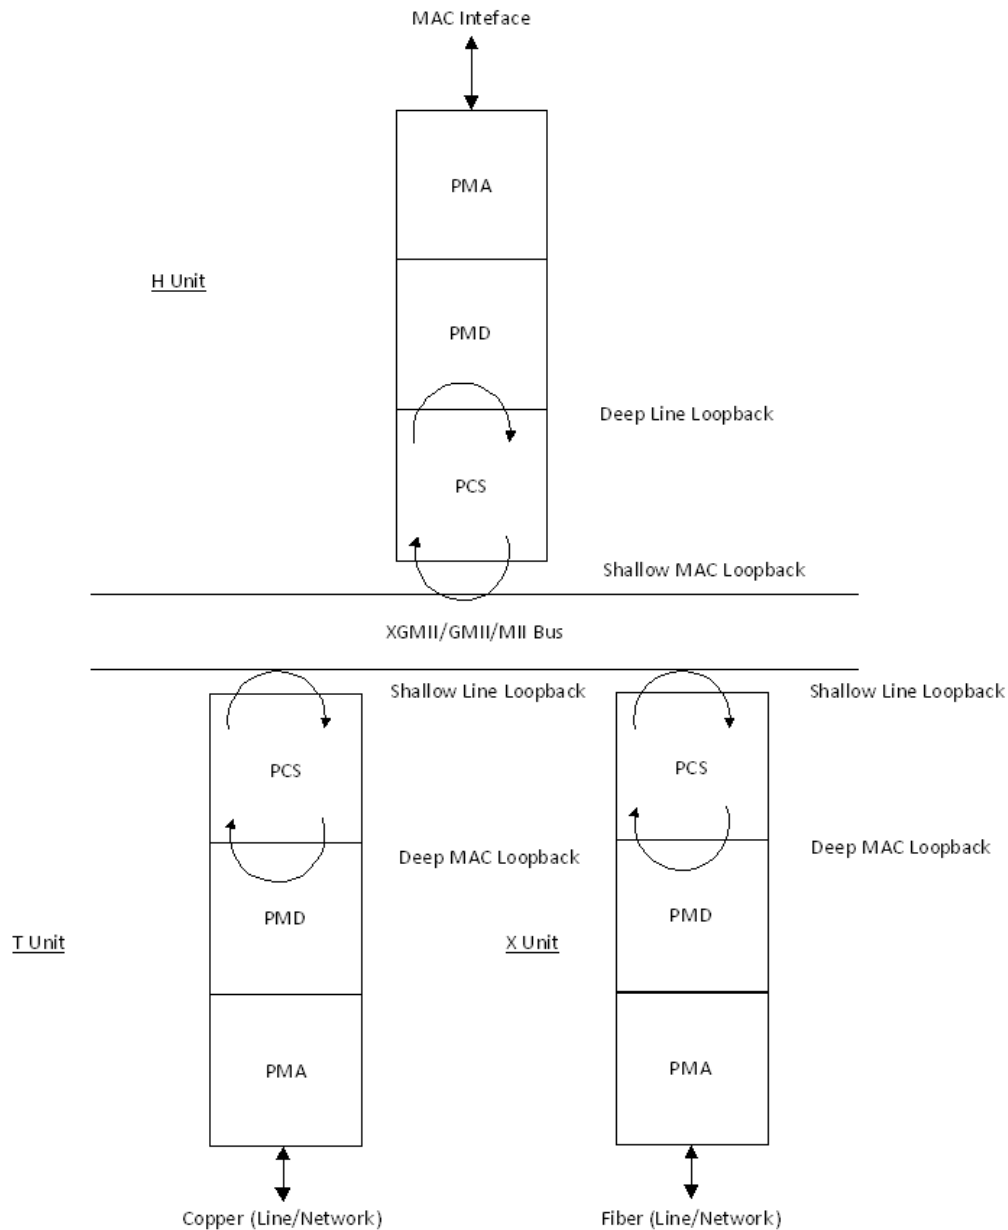 MAC Inteface
PMA
H Unit
PMD
Deep Line Loopback
PCS
Shallow MAC Loopback
XGMII/GMII/MII Bus
Shallow Line Loopback
Shallow Line Loopback
PCS
PCS
Deep MAC Loopback
Deep MAC Loopback
PMD
PMD
T Unit
X Unit
PMA
PMA
Copper (Line/Network)
Fiber (Line/Network)